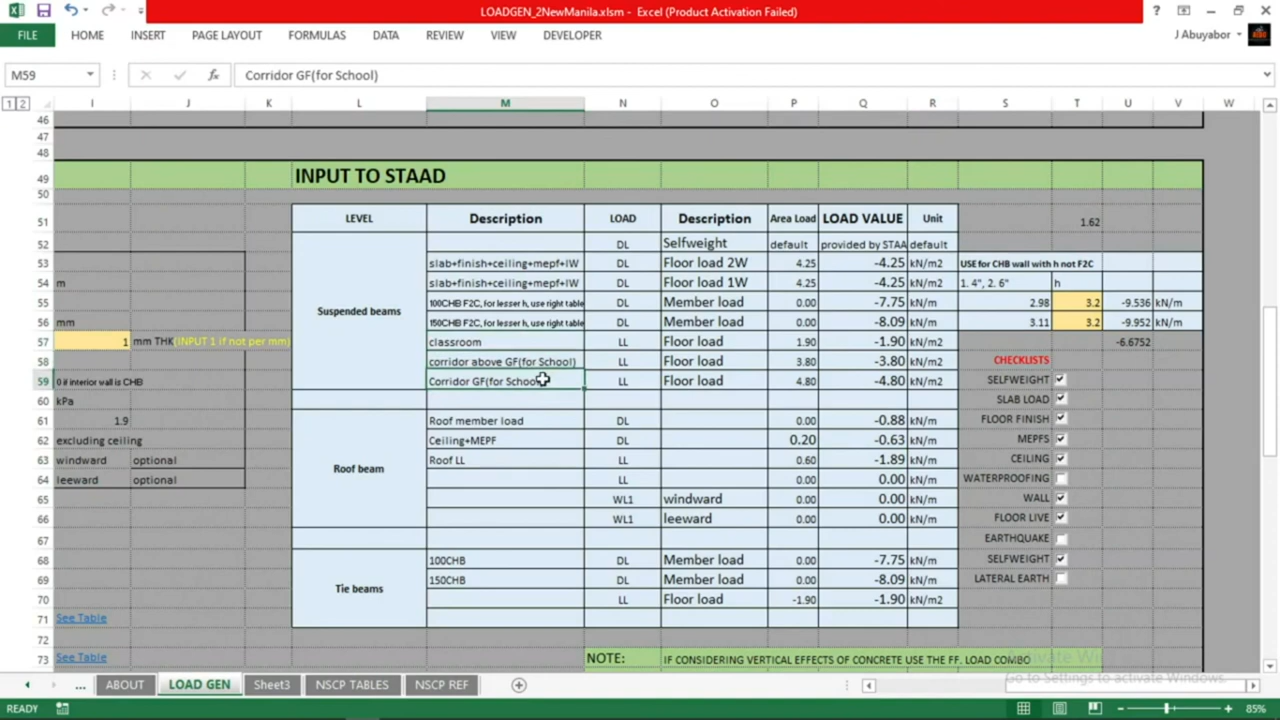 LOADGEN_2NewManila.xlsm - Excel (Product Activation Failed)
FILE HOME INSERT PAGE LAYOUT FORMULAS DATA REVIEW VIEW DEVELOPER J Abuyabor
M59 fx Corridor GF(for School)
1 2 I J K L M N O P Q R S T U V W
46
47
48
49 INPUT TO STAAD
50
51 LEVEL Description LOAD Description Area Load LOAD VALUE Unit 1.62
52 DL Selfweight default provided by STAA default
53 slab+finish+ceiling+mepf+IW DL Floor load 2W 4.25 -4.25 kN/m2 USE for CHB wall with h not F2C
54 m slab+finish+ceiling+mepf+IW DL Floor load 1W 4.25 -4.25 kN/m2 1. 4", 2. 6" h
55 100CHB F2C, for lesser h, use right table DL Member load 0.00 -7.75 kN/m 2.98 3.2 -9.536 kN/m
Suspended beams
56 mm 150CHB F2C, for lesser h, use right table DL Member load 0.00 -8.09 kN/m 3.11 3.2 -9.952 kN/m
57 1 mm THK(INPUT 1 if not per mm) classroom LL Floor load 1.90 -1.90 kN/m2 -6.6752
58 corridor above GF(for School) LL Floor load 3.80 -3.80 kN/m2 CHECKLISTS
59 0 if interior wall is CHB Corridor GF(for School) LL Floor load 4.80 -4.80 kN/m2 SELFWEIGHT
60 kPa SLAB LOAD
61 1.9 Roof member load DL 0.00 -0.88 kN/m FLOOR FINISH
62 excluding ceiling Ceiling+MEPF DL 0.20 -0.63 kN/m MEPFS
63 windward optional Roof LL LL 0.60 -1.89 kN/m CEILING
Roof beam
64 leeward optional LL 0.00 0.00 kN/m WATERPROOFING
65 WL1 windward 0.00 0.00 kN/m WALL
66 WL1 leeward 0.00 0.00 kN/m FLOOR LIVE
67 EARTHQUAKE
68 100CHB DL Member load 0.00 -7.75 kN/m SELFWEIGHT
69 150CHB DL Member load 0.00 -8.09 kN/m LATERAL EARTH
Tie beams
70 LL Floor load -1.90 -1.90 kN/m2
71 See Table
72
73 See Table NOTE: IF CONSIDERING VERTICAL EFFECTS OF CONCRETE USE THE FF. LOAD COMBO
Activate Win
Go to Settings to activate Windows.
... ABOUT LOAD GEN Sheet3 NSCP TABLES NSCP REF
READY 85%